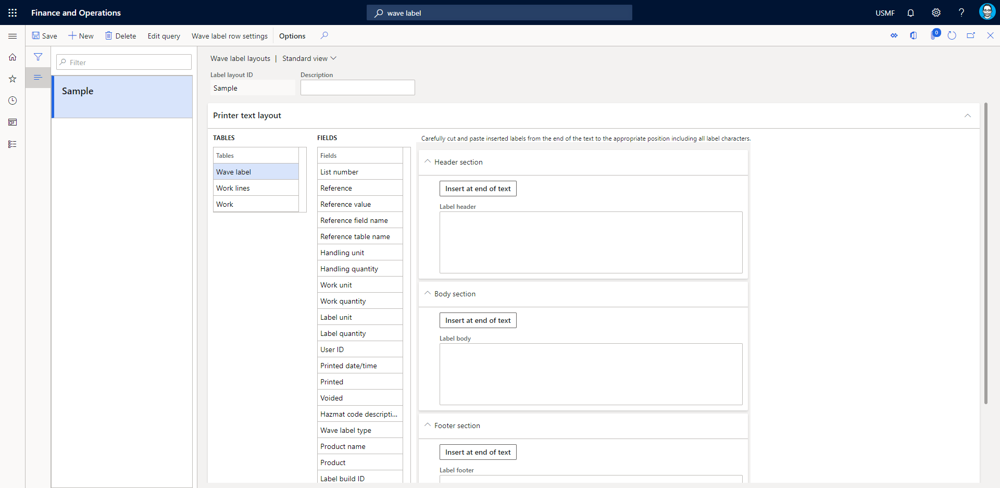 Finance and Operations
wave label
USMF
Save
New
Delete
Edit query
Wave label row settings
Options
0
Filter
Sample
Wave label layouts | Standard view
Label layout ID
Description
Sample
Printer text layout
TABLES
Tables
Wave label
Work lines
Work
FIELDS
Fields
List number
Reference
Reference value
Reference field name
Reference table name
Handling unit
Handling quantity
Work unit
Work quantity
Label unit
Label quantity
User ID
Printed date/time
Printed
Voided
Hazmat code descripti...
Wave label type
Product name
Product
Label build ID
Carefully cut and paste inserted labels from the end of the text to the appropriate position including all label characters.
Header section
Insert at end of text
Label header
Body section
Insert at end of text
Label body
Footer section
Insert at end of text
Label footer